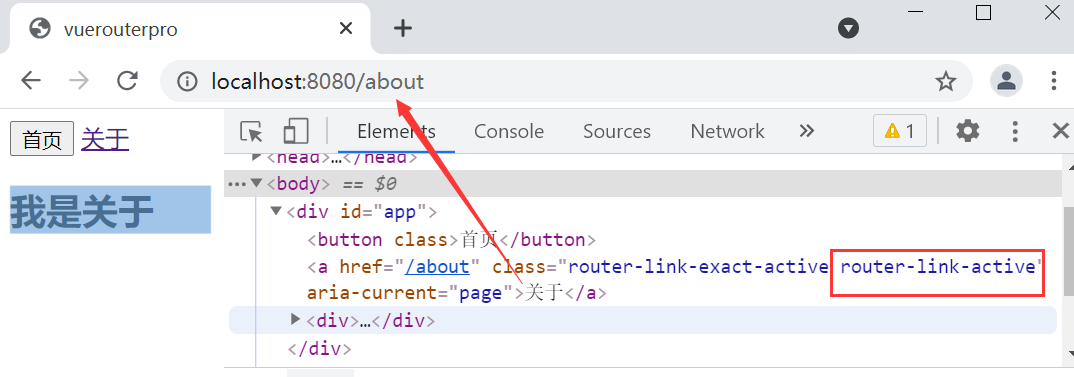 vuerouterpro
localhost:8080/about
首页 关于
我是关于
Elements Console Sources Network 1
<head>…</head>
<body> == $0
<div id="app">
<button class>首页</button>
<a href="/about" class="router-link-exact-active router-link-active"
aria-current="page">关于</a>
<div>…</div>
</div>